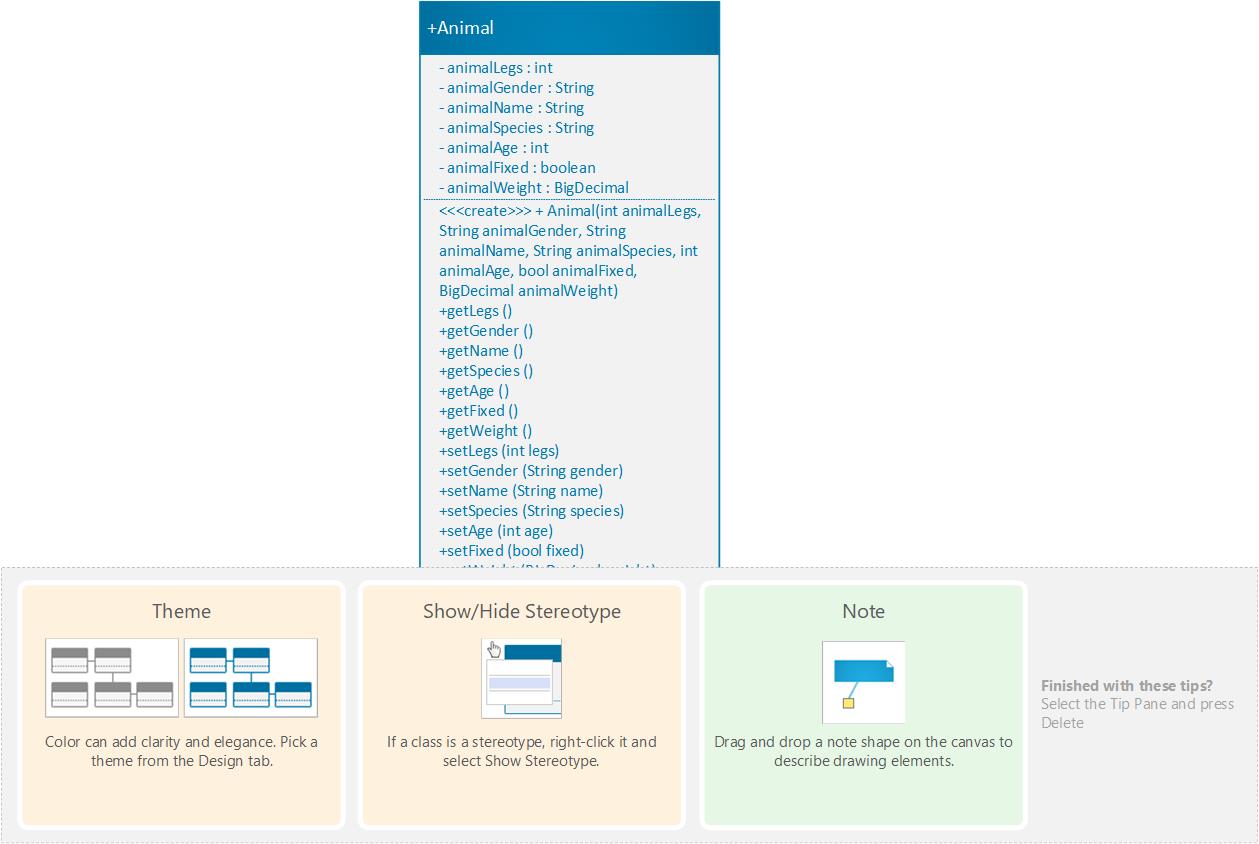 +Animal
- animalLegs : int
- animalGender : String
- animalName : String
- animalSpecies : String
- animalAge : int
- animalFixed : boolean
- animalWeight : BigDecimal
<<<create>>> + Animal(int animalLegs,
String animalGender, String
animalName, String animalSpecies, int
animalAge, bool animalFixed,
BigDecimal animalWeight)
+getLegs ()
+getGender ()
+getName ()
+getSpecies ()
+getAge ()
+getFixed ()
+getWeight ()
+setLegs (int legs)
+setGender (String gender)
+setName (String name)
+setSpecies (String species)
+setAge (int age)
+setFixed (bool fixed)
Theme
Color can add clarity and elegance. Pick a
theme from the Design tab.
Show/Hide Stereotype
If a class is a stereotype, right-click it and
select Show Stereotype.
Note
Drag and drop a note shape on the canvas to
describe drawing elements.
Finished with these tips?
Select the Tip Pane and press
Delete